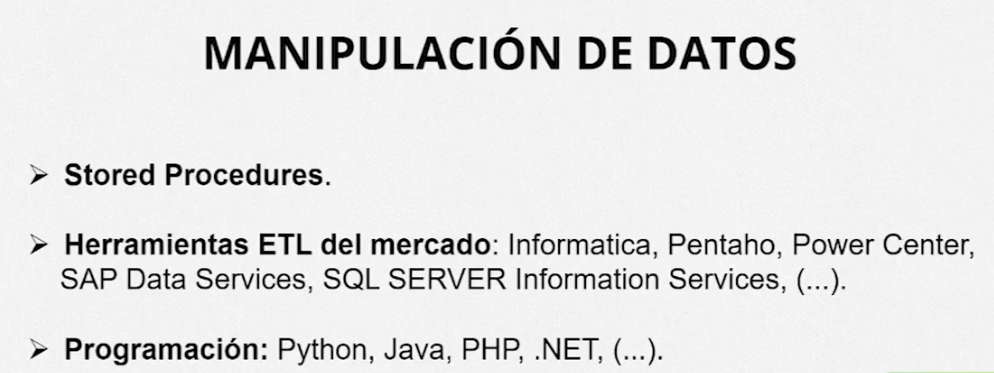 MANIPULACIÓN DE DATOS
➢ Stored Procedures.
➢ Herramientas ETL del mercado: Informatica, Pentaho, Power Center,
SAP Data Services, SQL SERVER Information Services, (...).
➢ Programación: Python, Java, PHP, .NET, (...).